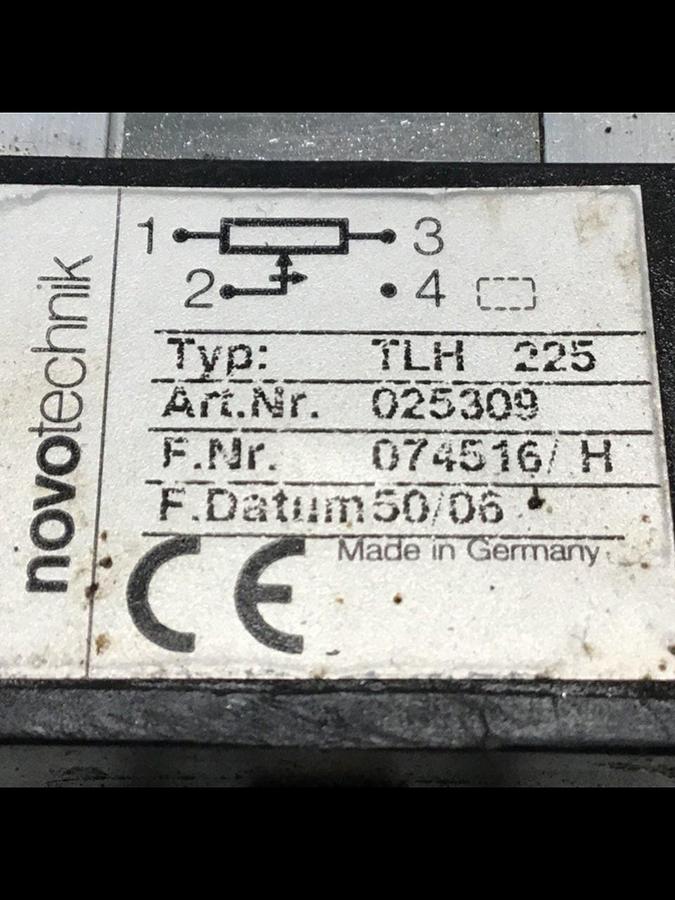 novotechnik
1 3
2 4
Typ: TLH 225
Art.Nr. 025309
F.Nr. 074516/ H
F.Datum 50/06
CE Made in Germany